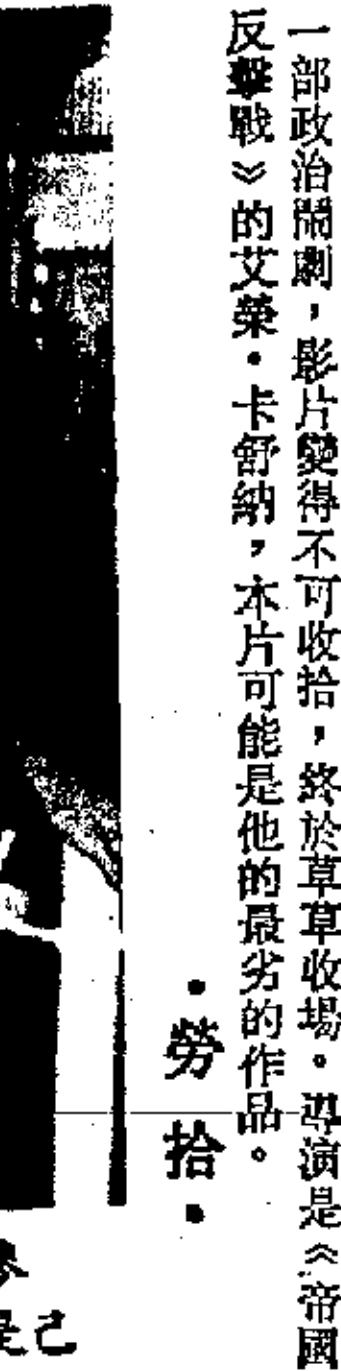 一部政治鬧劇，影片變得不可收拾，終於草草收場。導演是《帝國
反擊戰》的艾榮・卡舒納，本片可能是他的最劣的作品。
・勞拾・
是己